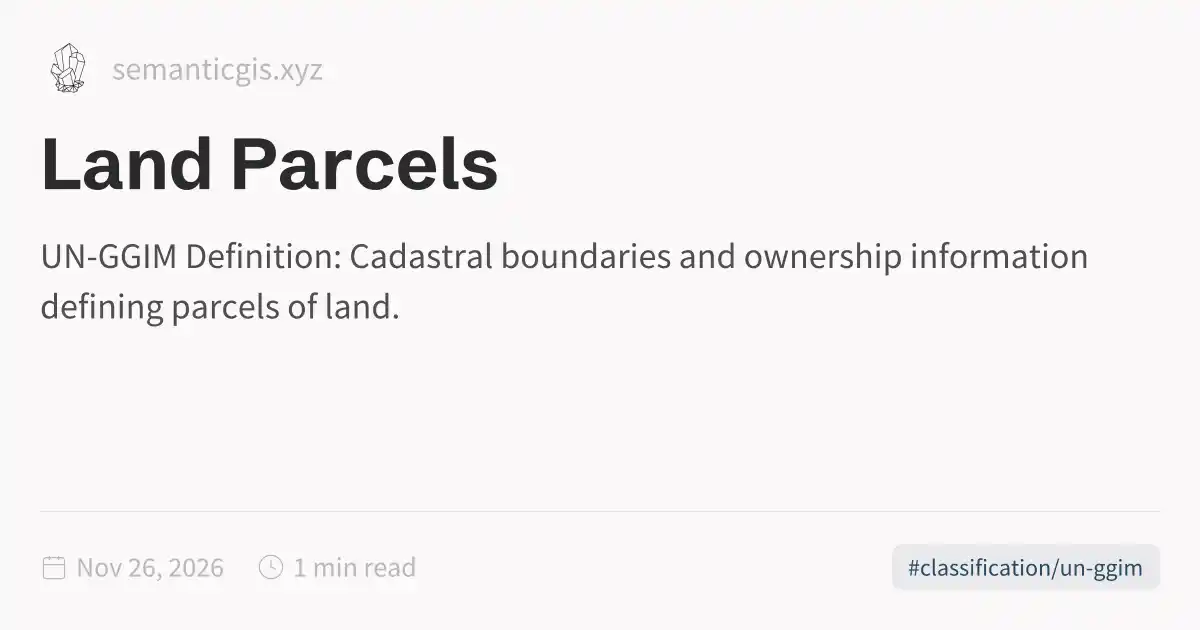 semanticgis.xyz
Land Parcels
UN-GGIM Definition: Cadastral boundaries and ownership information
defining parcels of land.
Nov 26, 2026
1 min read
#classification/un-ggim